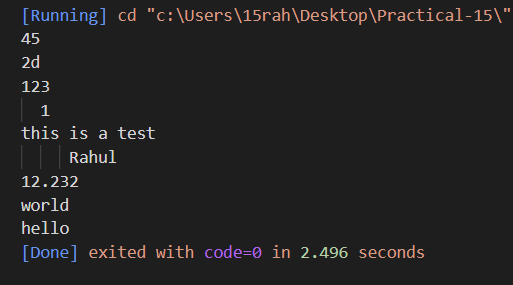 [Running] cd "c:\Users\15rah\Desktop\Practical-15\"
45
2d
123
  1
this is a test
      Rahul
12.232
world
hello
[Done] exited with code=0 in 2.496 seconds